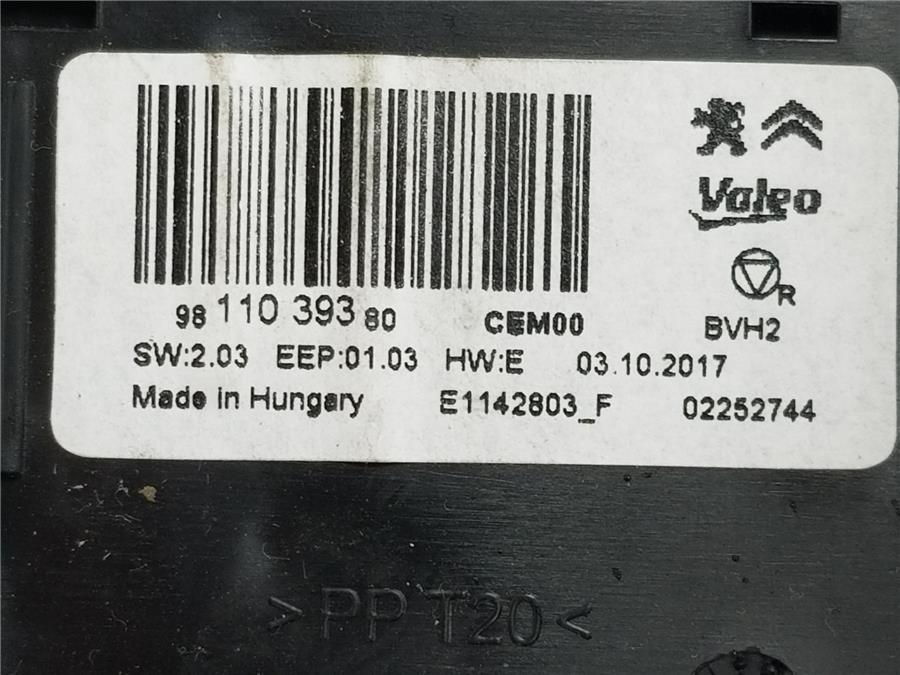 Valeo
R
98 110 393 80 CEM00 BVH2
SW:2.03 EEP:01.03 HW:E 03.10.2017
Made in Hungary E1142803_F 02252744
>PP T20<